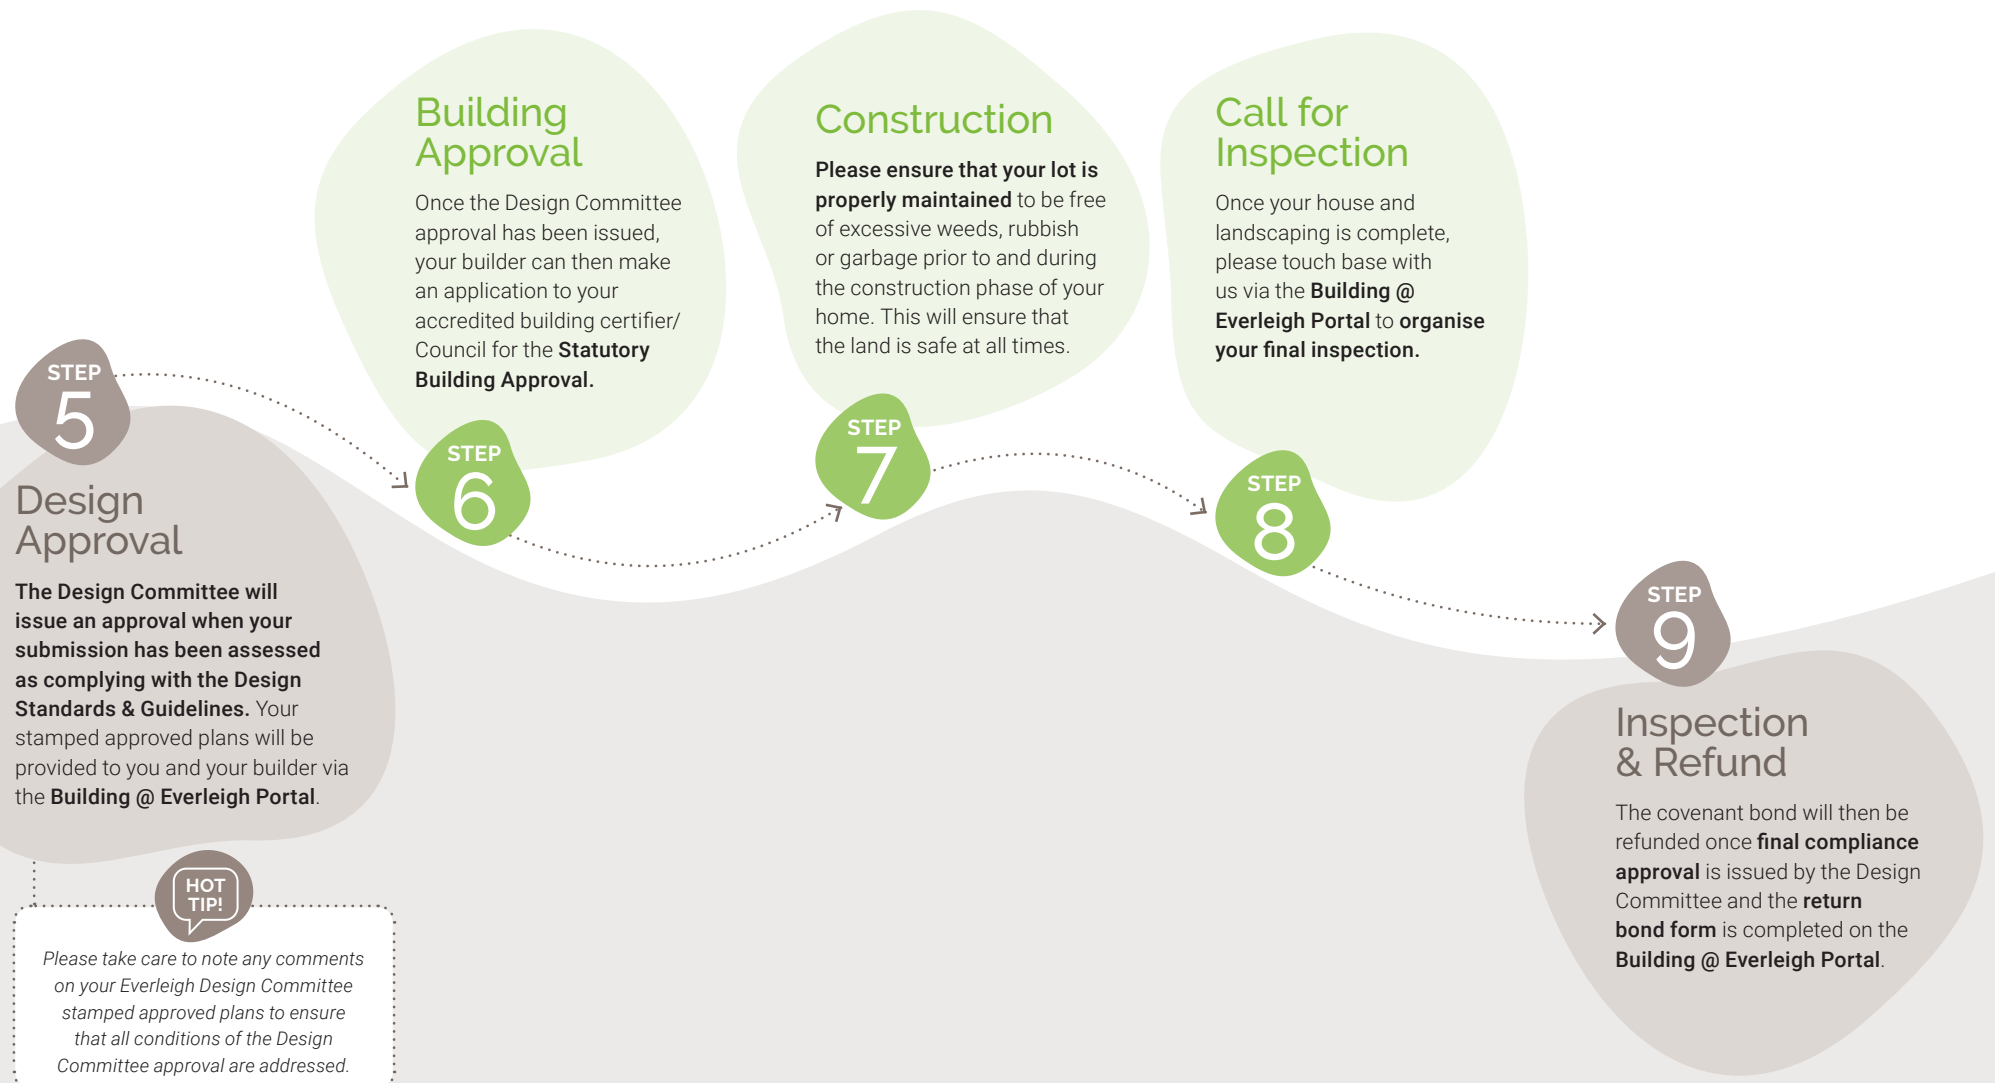 STEP
5
Design
Approval
The Design Committee will
issue an approval when your
submission has been assessed
as complying with the Design
Standards & Guidelines. Your
stamped approved plans will be
provided to you and your builder via
the Building @ Everleigh Portal.
HOT
TIP!
Please take care to note any comments
on your Everleigh Design Committee
stamped approved plans to ensure
that all conditions of the Design
Committee approval are addressed.
Building
Approval
Once the Design Committee
approval has been issued,
your builder can then make
an application to your
accredited building certifier/
Council for the Statutory
Building Approval.
STEP
6
Construction
Please ensure that your lot is
properly maintained to be free
of excessive weeds, rubbish
or garbage prior to and during
the construction phase of your
home. This will ensure that
the land is safe at all times.
STEP
7
Call for
Inspection
Once your house and
landscaping is complete,
please touch base with
us via the Building @
Everleigh Portal to organise
your final inspection.
STEP
8
STEP
9
Inspection
& Refund
The covenant bond will then be
refunded once final compliance
approval is issued by the Design
Committee and the return
bond form is completed on the
Building @ Everleigh Portal.